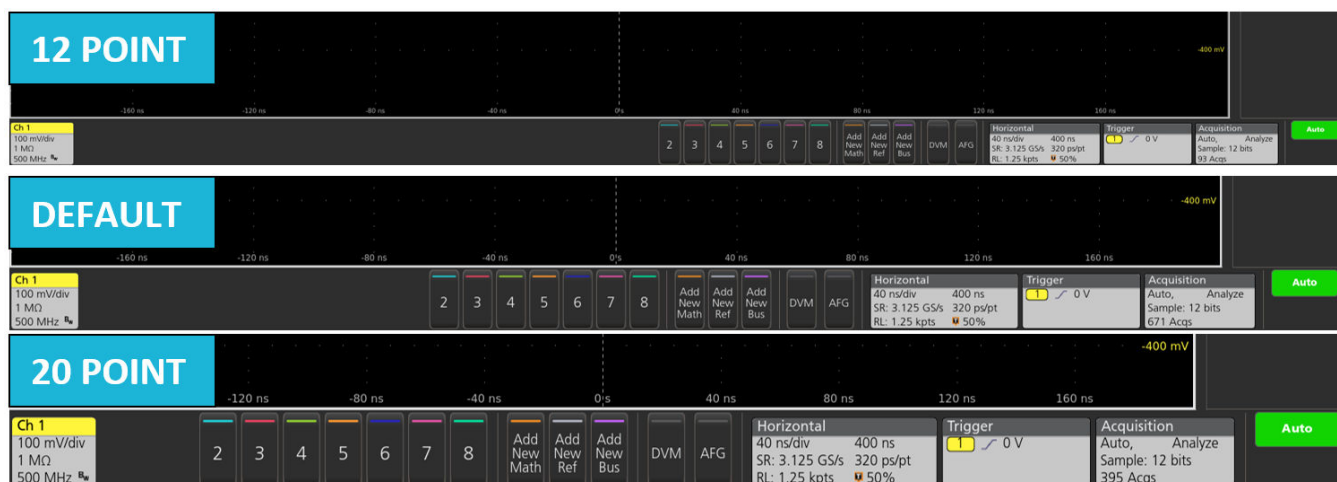 12 POINT
-400 mV
-160 ns -120 ns -80 ns -40 ns 0 s 40 ns 80 ns 120 ns 160 ns
Ch 1
100 mV/div
1 MΩ
500 MHz Bw
2 3 4 5 6 7 8
Add New Math
Add New Ref
Add New Bus
DVM
AFG
Horizontal
40 ns/div 400 ns
SR: 3.125 GS/s 320 ps/pt
RL: 1.25 kpts 50%
Trigger
1 0 V
Acquisition
Auto, Analyze
Sample: 12 bits
93 Acqs
Auto
DEFAULT
-400 mV
-160 ns -120 ns -80 ns -40 ns 0 s 40 ns 80 ns 120 ns 160 ns
Ch 1
100 mV/div
1 MΩ
500 MHz Bw
2 3 4 5 6 7 8
Add New Math
Add New Ref
Add New Bus
DVM
AFG
Horizontal
40 ns/div 400 ns
SR: 3.125 GS/s 320 ps/pt
RL: 1.25 kpts 50%
Trigger
1 0 V
Acquisition
Auto, Analyze
Sample: 12 bits
671 Acqs
Auto
20 POINT
-400 mV
-120 ns -80 ns -40 ns 0 s 40 ns 80 ns 120 ns 160 ns
Ch 1
100 mV/div
1 MΩ
500 MHz Bw
2 3 4 5 6 7 8
Add New Math
Add New Ref
Add New Bus
DVM
AFG
Horizontal
40 ns/div 400 ns
SR: 3.125 GS/s 320 ps/pt
RL: 1.25 kpts 50%
Trigger
1 0 V
Acquisition
Auto, Analyze
Sample: 12 bits
395 Acqs
Auto